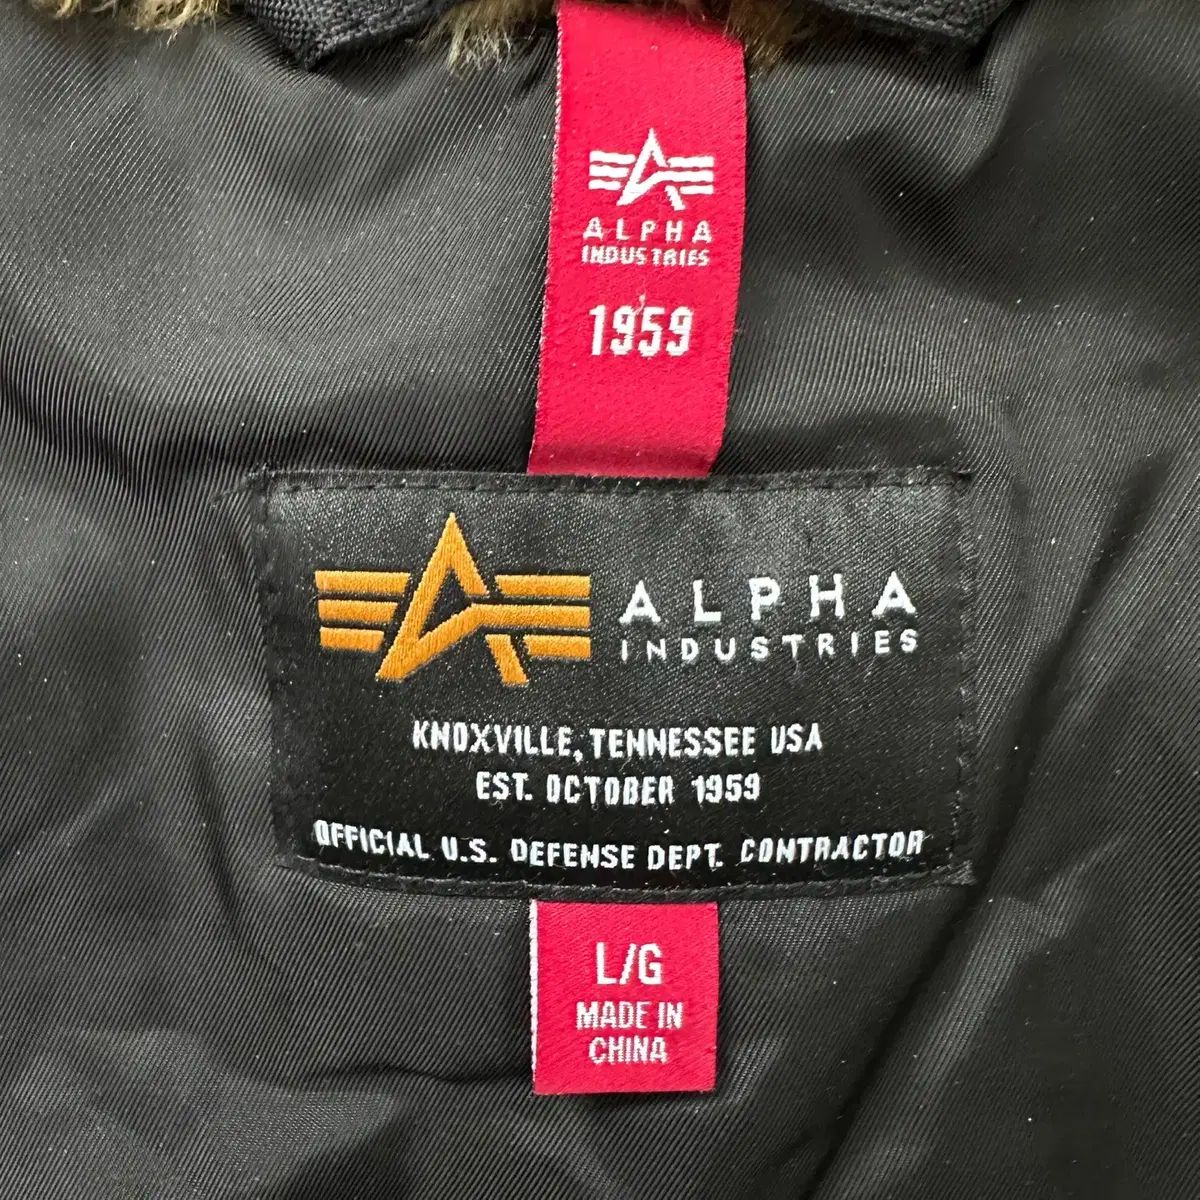 ALPHA
INDUSTRIES
1959
ALPHA
INDUSTRIES
KNOXVILLE, TENNESSEE USA
EST. OCTOBER 1959
OFFICIAL U.S. DEFENSE DEPT. CONTRACTOR
L/G
MADE IN
CHINA